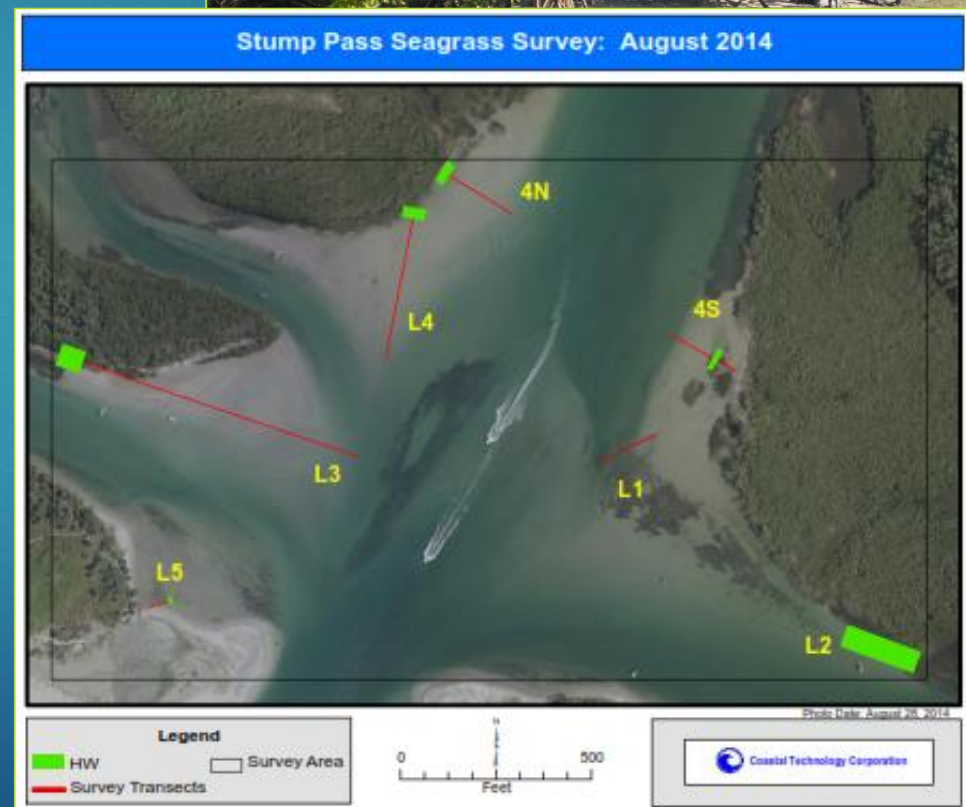 Stump Pass Seagrass Survey: August 2014
4N
4S
L4
L3
L1
L5
L2
Photo Date: August 28, 2014
Legend
HW
Survey Area
Survey Transects
N
0 500
Feet
Coastal Technology Corporation